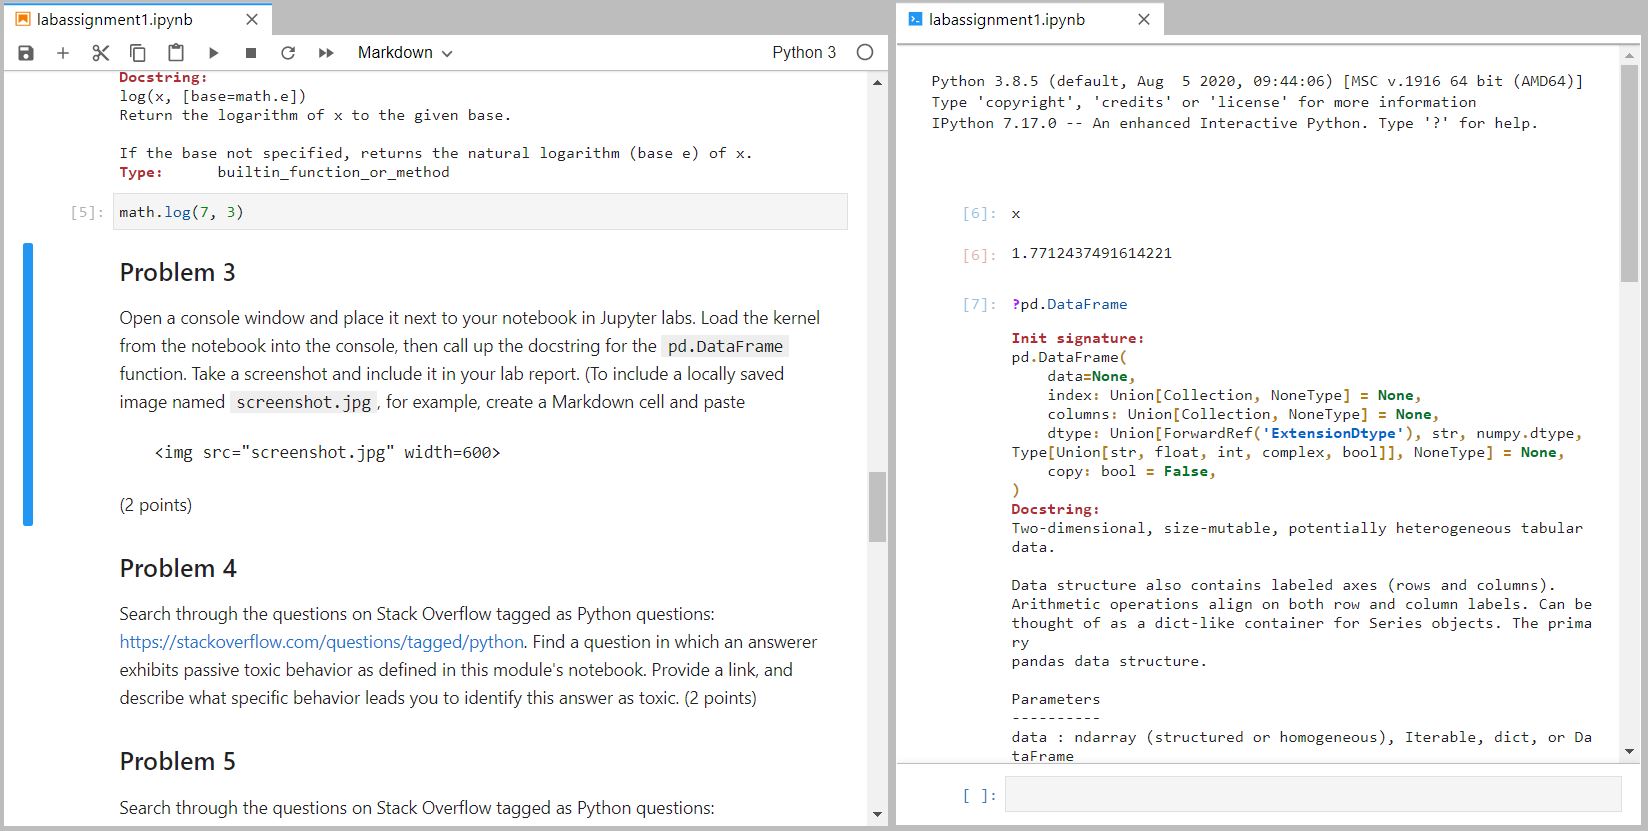 labassignment1.ipynb
Markdown
Python 3
Docstring:
log(x, [base=math.e])
Return the logarithm of x to the given base.
If the base not specified, returns the natural logarithm (base e) of x.
Type:      builtin_function_or_method
[5]: math.log(7, 3)
Problem 3
Open a console window and place it next to your notebook in Jupyter labs. Load the kernel
from the notebook into the console, then call up the docstring for the pd.DataFrame
function. Take a screenshot and include it in your lab report. (To include a locally saved
image named screenshot.jpg , for example, create a Markdown cell and paste
<img src="screenshot.jpg" width=600>
(2 points)
Problem 4
Search through the questions on Stack Overflow tagged as Python questions:
https://stackoverflow.com/questions/tagged/python. Find a question in which an answerer
exhibits passive toxic behavior as defined in this module's notebook. Provide a link, and
describe what specific behavior leads you to identify this answer as toxic. (2 points)
Problem 5
Search through the questions on Stack Overflow tagged as Python questions:
labassignment1.ipynb
Python 3.8.5 (default, Aug  5 2020, 09:44:06) [MSC v.1916 64 bit (AMD64)]
Type 'copyright', 'credits' or 'license' for more information
IPython 7.17.0 -- An enhanced Interactive Python. Type '?' for help.
[6]: x
[6]: 1.7712437491614221
[7]: ?pd.DataFrame
Init signature:
pd.DataFrame(
    data=None,
    index: Union[Collection, NoneType] = None,
    columns: Union[Collection, NoneType] = None,
    dtype: Union[ForwardRef('ExtensionDtype'), str, numpy.dtype,
Type[Union[str, float, int, complex, bool]], NoneType] = None,
    copy: bool = False,
)
Docstring:
Two-dimensional, size-mutable, potentially heterogeneous tabular
data.
Data structure also contains labeled axes (rows and columns).
Arithmetic operations align on both row and column labels. Can be
thought of as a dict-like container for Series objects. The prima
ry
pandas data structure.
Parameters
----------
data : ndarray (structured or homogeneous), Iterable, dict, or Da
taFrame
[ ]: